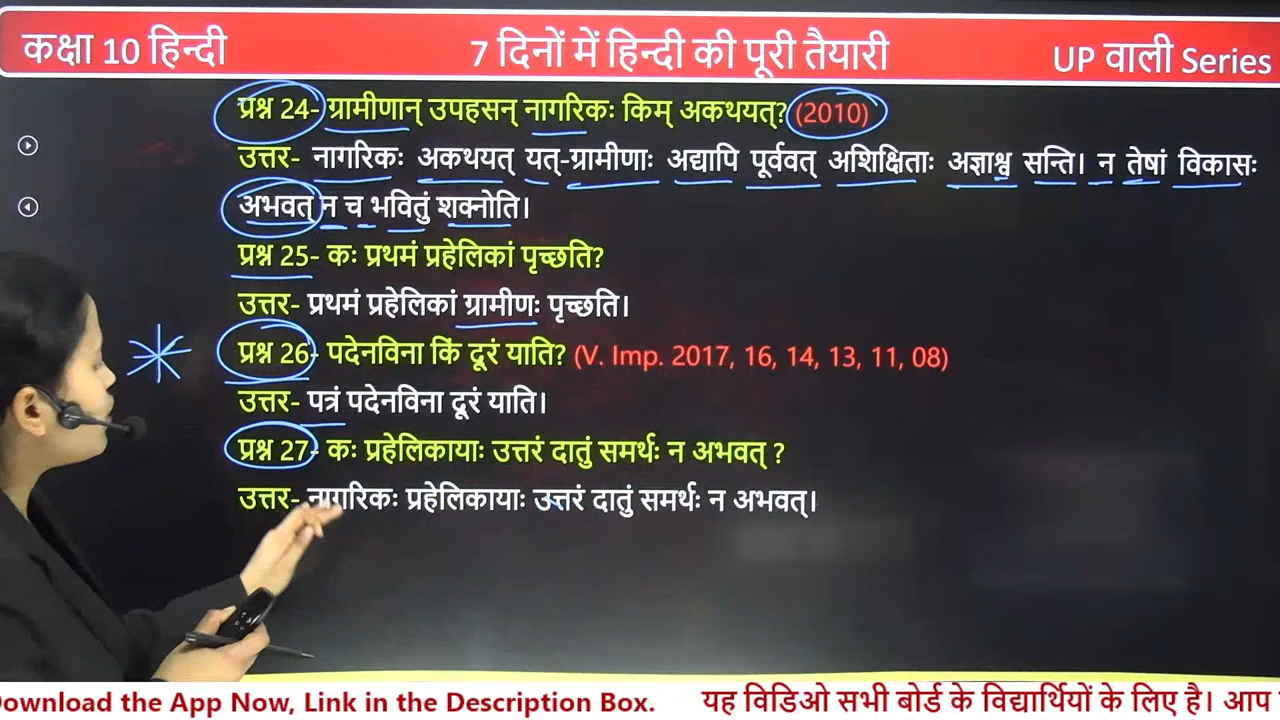 कक्षा 10 हिन्दी 7 दिनों में हिन्दी की पूरी तैयारी UP वाली Series
प्रश्न 24- ग्रामीणान् उपहसन् नागरिकः किम् अकथयत्? (2010)
उत्तर- नागरिकः अकथयत् यत्-ग्रामीणाः अद्यापि पूर्ववत् अशिक्षिताः अज्ञाश्च सन्ति। न तेषां विकासः
अभवत् न च भवितुं शक्नोति।
प्रश्न 25- कः प्रथमं प्रहेलिकां पृच्छति?
उत्तर- प्रथमं प्रहेलिकां ग्रामीणः पृच्छति।
प्रश्न 26- पदेनविना किं दूरं याति? (V. Imp. 2017, 16, 14, 13, 11, 08)
उत्तर- पत्रं पदेनविना दूरं याति।
प्रश्न 27- कः प्रहेलिकायाः उत्तरं दातुं समर्थः न अभवत् ?
उत्तर- नागरिकः प्रहेलिकायाः उत्तरं दातुं समर्थः न अभवत्।
Download the App Now, Link in the Description Box. यह विडिओ सभी बोर्ड के विद्यार्थियों के लिए है। आप